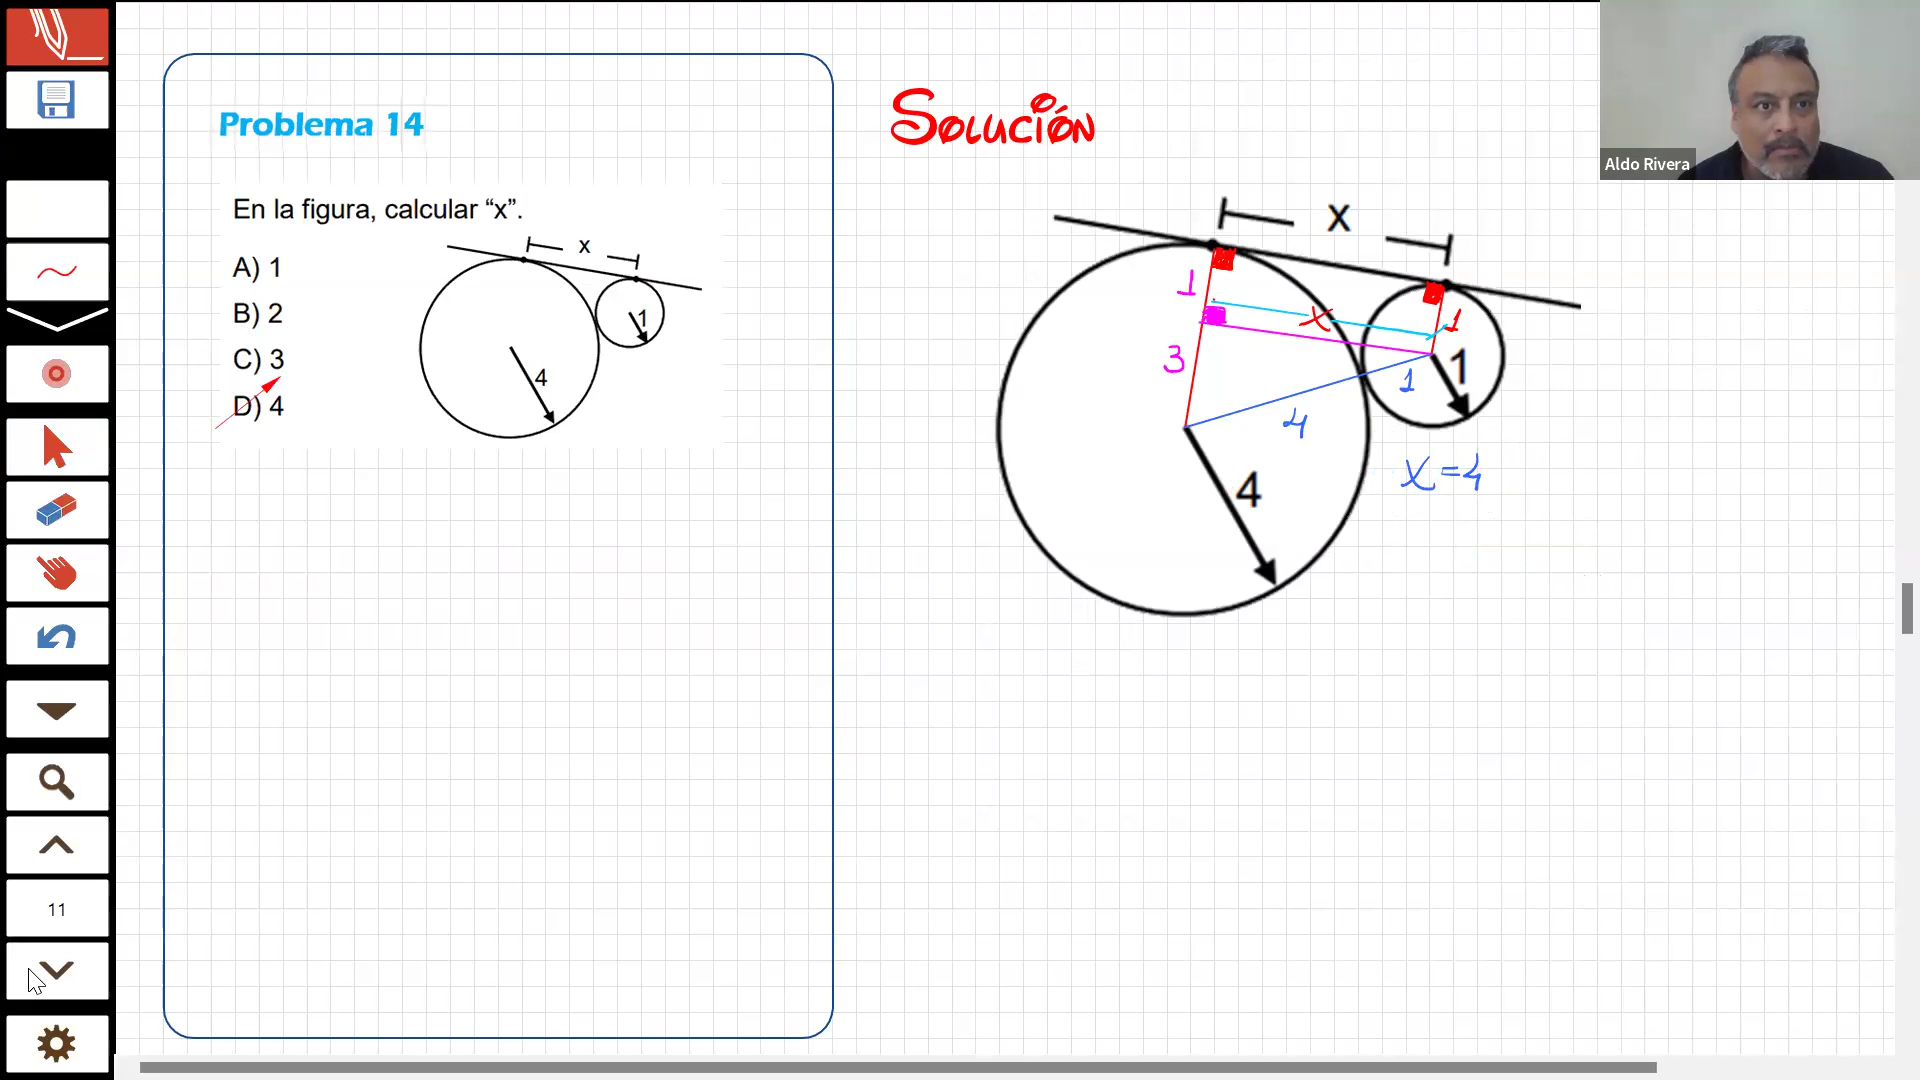 Problema 14
En la figura, calcular “x”.
A) 1
B) 2
C) 3
D) 4
x
1
4
Solución
x
1
x
1
3
1
1
4
4
x=4
Aldo Rivera
11